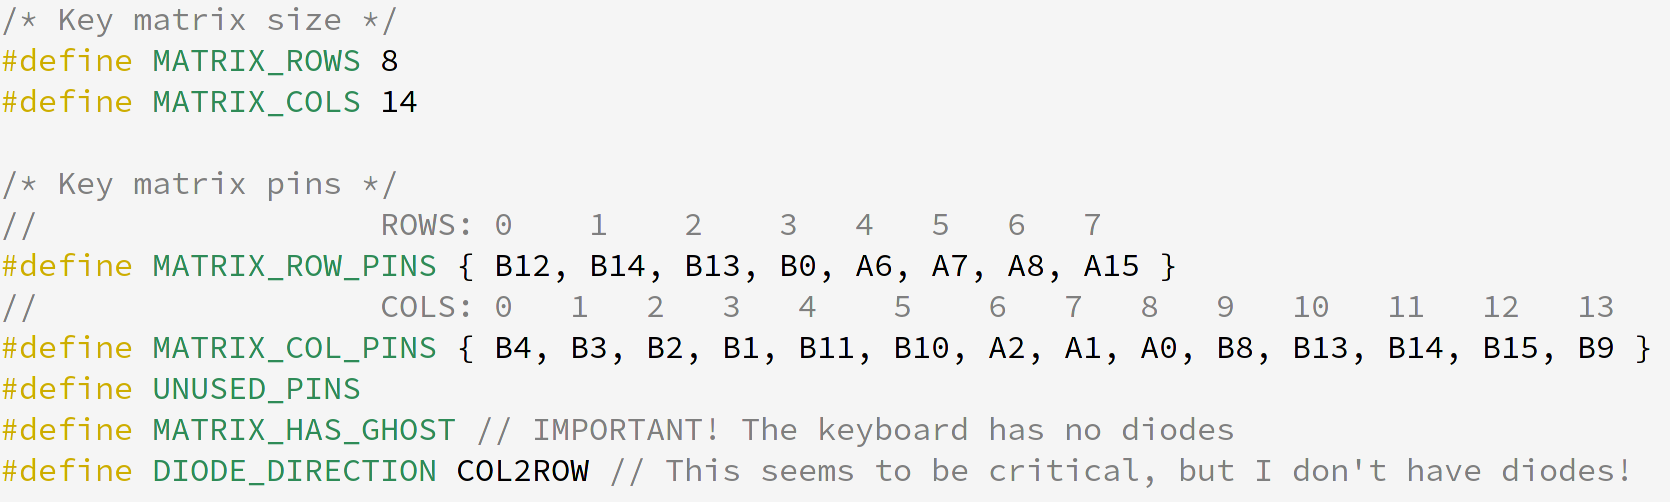 /* Key matrix size */
#define MATRIX_ROWS 8
#define MATRIX_COLS 14

/* Key matrix pins */
//                  ROWS: 0    1    2    3   4   5   6   7
#define MATRIX_ROW_PINS { B12, B14, B13, B0, A6, A7, A8, A15 }
//                  COLS: 0   1   2   3   4    5    6   7   8   9   10   11   12   13
#define MATRIX_COL_PINS { B4, B3, B2, B1, B11, B10, A2, A1, A0, B8, B13, B14, B15, B9 }
#define UNUSED_PINS
#define MATRIX_HAS_GHOST // IMPORTANT! The keyboard has no diodes
#define DIODE_DIRECTION COL2ROW // This seems to be critical, but I don't have diodes!